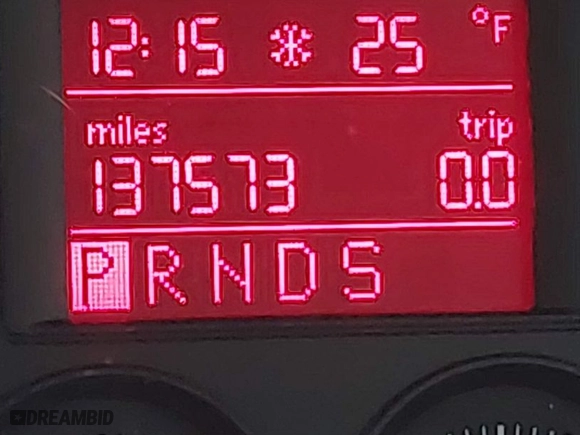 12:15 25 °F
miles trip
137573 0.0
P R N D S
DREAMBID